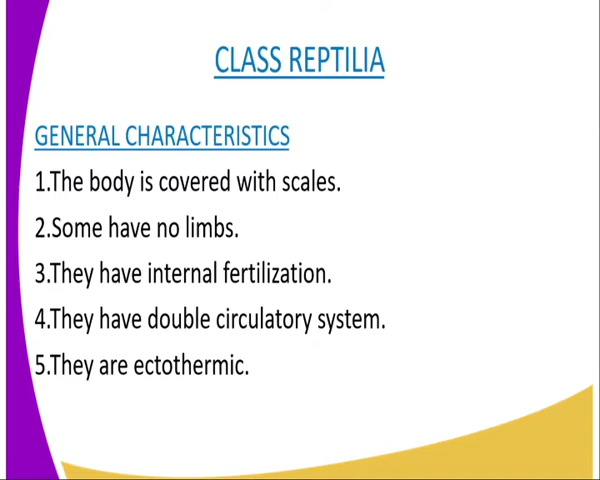 CLASS REPTILIA
GENERAL CHARACTERISTICS
1.The body is covered with scales.
2.Some have no limbs.
3.They have internal fertilization.
4.They have double circulatory system.
5.They are ectothermic.